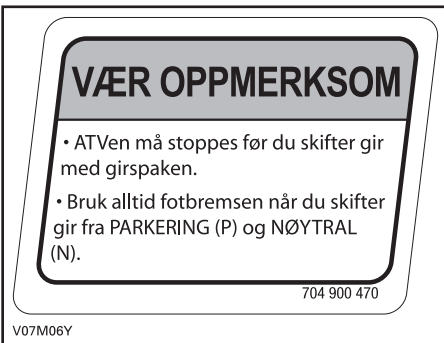 VÆR OPPMERKSOM
• ATVen må stoppes før du skifter gir
med girspaken.
• Bruk alltid fotbremsen når du skifter
gir fra PARKERING (P) og NØYTRAL
(N).
704 900 470
V07M06Y